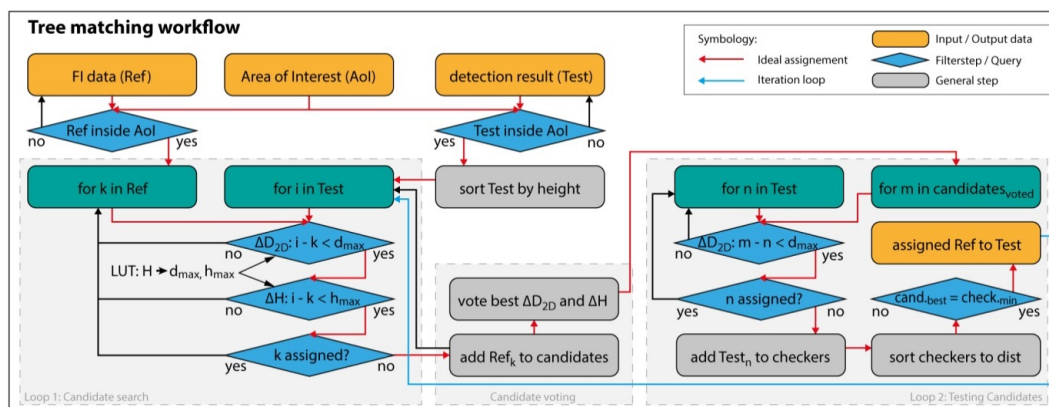 Tree matching workflow
Symbology:
Ideal assignement
Iteration loop
Input / Output data
Filterstep / Query
General step
FI data (Ref)
Area of Interest (AoI)
detection result (Test)
Ref inside AoI
no
yes
Test inside AoI
yes
no
for k in Ref
for i in Test
sort Test by height
for n in Test
for m in candidates_voted
ΔD_2D: i - k < d_max
no
yes
LUT: H → d_max, h_max
ΔH: i - k < h_max
no
yes
k assigned?
yes
no
vote best ΔD_2D and ΔH
add Ref_k to candidates
ΔD_2D: m - n < d_max
no
yes
assigned Ref to Test
n assigned?
yes
no
cand._best = check._min
no
yes
add Test_n to checkers
sort checkers to dist
Loop 1: Candidate search
Candidate voting
Loop 2: Testing Candidates